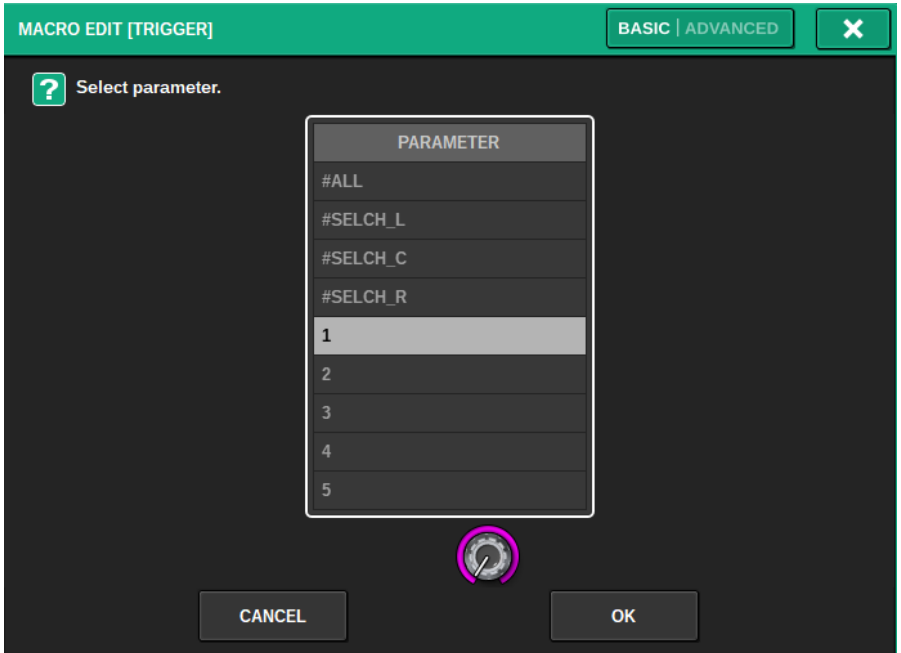 MACRO EDIT [TRIGGER]
BASIC | ADVANCED
? Select parameter.
PARAMETER
#ALL
#SELCH_L
#SELCH_C
#SELCH_R
1
2
3
4
5
CANCEL
OK